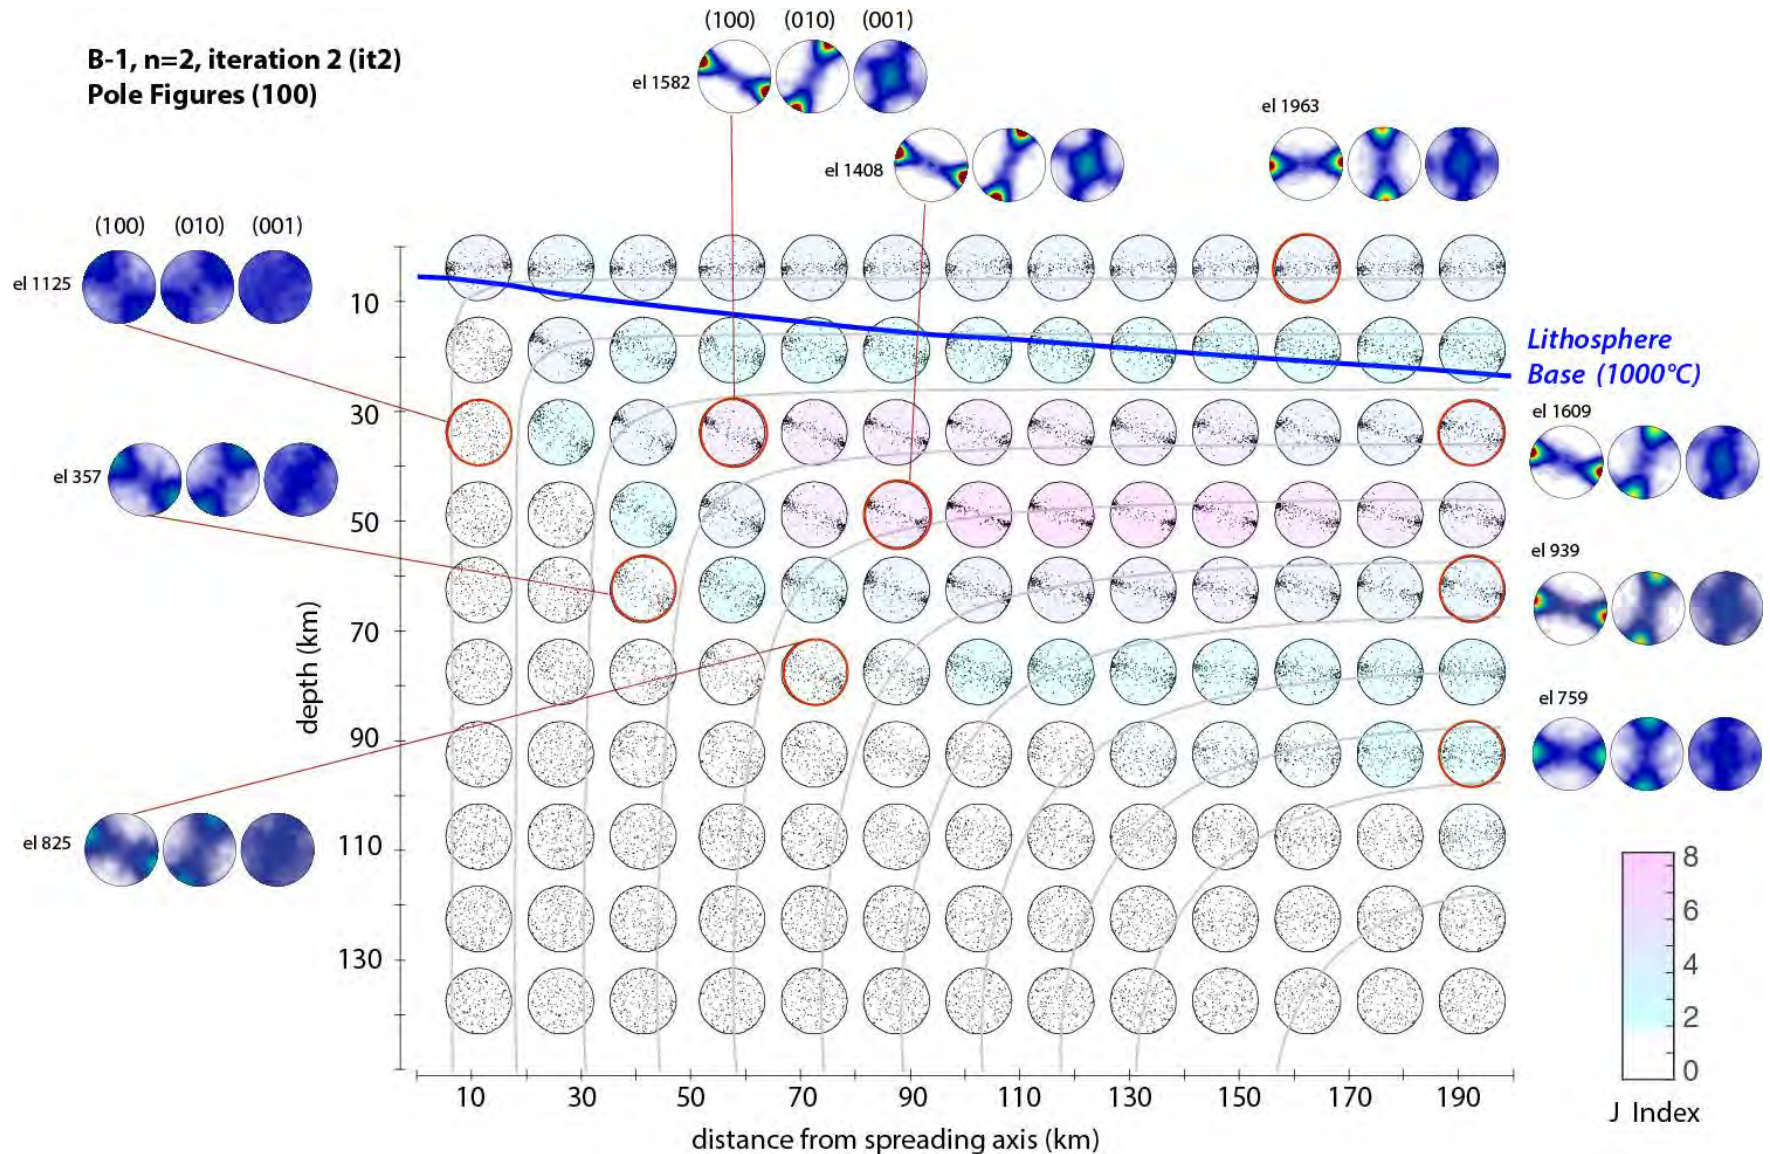 B-1, n=2, iteration 2 (it2)
Pole Figures (100)
(100) (010) (001)
el 1582
el 1408
el 1963
(100) (010) (001)
el 1125
el 357
el 825
Lithosphere
Base (1000°C)
el 1609
el 939
el 759
10
30
50
70
90
110
130
depth (km)
10 30 50 70 90 110 130 150 170 190
distance from spreading axis (km)
8
6
4
2
0
J Index